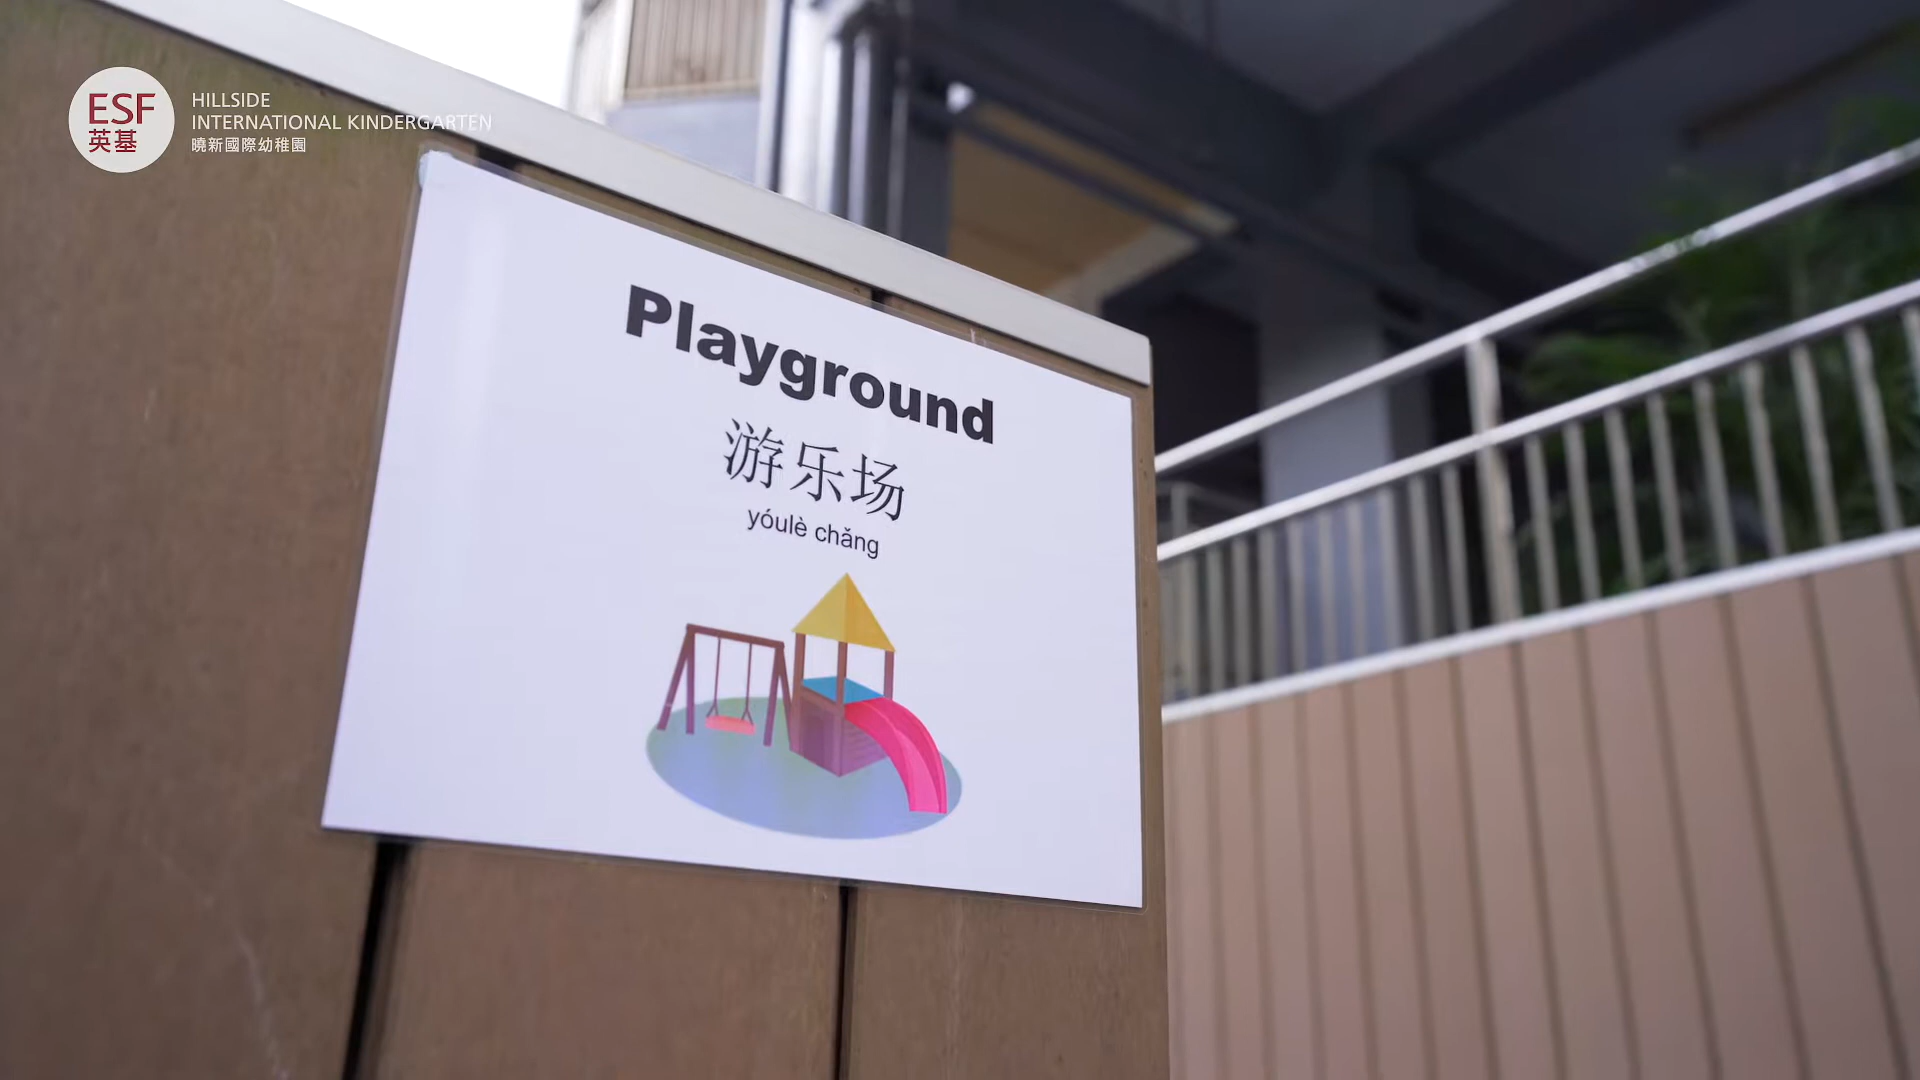 ESF
英基
HILLSIDE
INTERNATIONAL KINDERGARTEN
曉新國際幼稚園
Playground
游乐场
yóulè chǎng